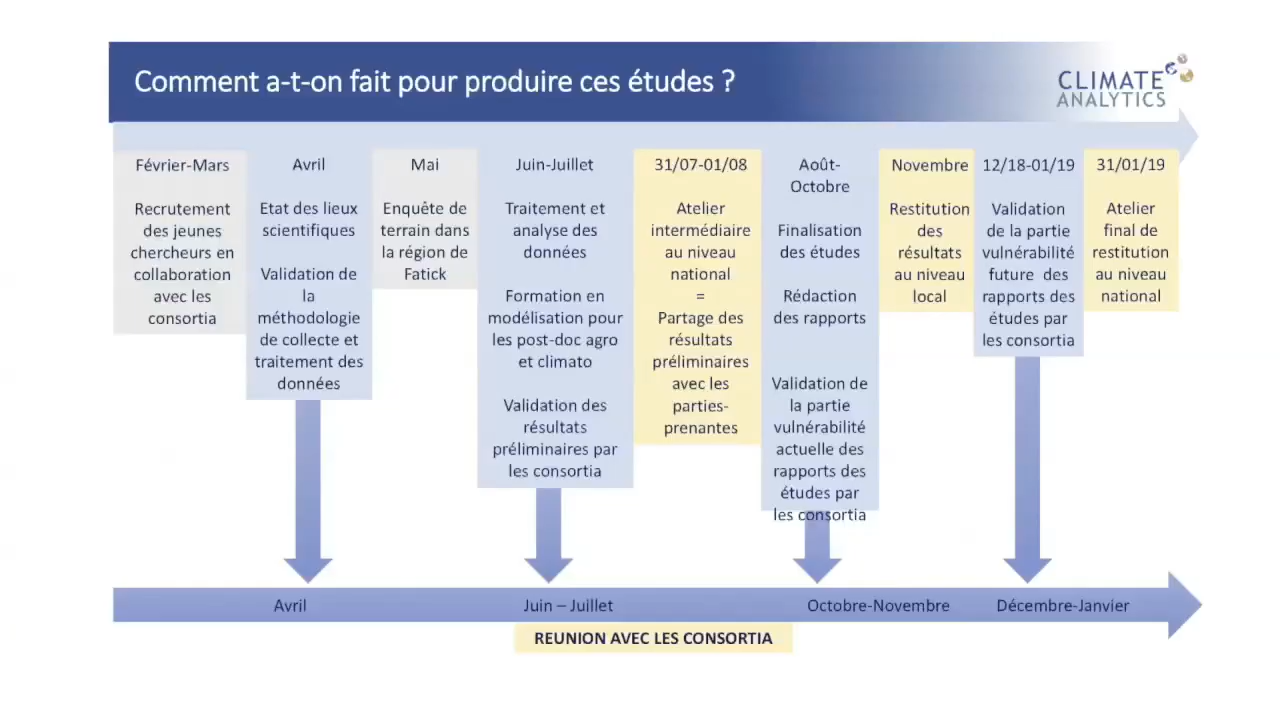 Comment a-t-on fait pour produire ces études ?
CLIMATE
ANALYTICS
Février-Mars
Recrutement
des jeunes
chercheurs en
collaboration
avec les
consortia
Avril
Etat des lieux
scientifiques
Validation de
la
méthodologie
de collecte et
traitement des
données
Mai
Enquête de
terrain dans
la région de
Fatick
Juin-Juillet
Traitement et
analyse des
données
Formation en
modélisation pour
les post-doc agro
et climato
Validation des
résultats
préliminaires par
les consortia
31/07-01/08
Atelier
intermédiaire
au niveau
national
=
Partage des
résultats
préliminaires
avec les
parties-
prenantes
Août-
Octobre
Finalisation
des études
Rédaction
des rapports
Validation de
la partie
vulnérabilité
actuelle des
rapports des
études par
les consortia
Novembre
Restitution
des
résultats
au niveau
local
12/18-01/19
Validation
de la partie
vulnérabilité
future des
rapports des
études par
les consortia
31/01/19
Atelier
final de
restitution
au niveau
national
Avril
Juin – Juillet
Octobre-Novembre
Décembre-Janvier
REUNION AVEC LES CONSORTIA